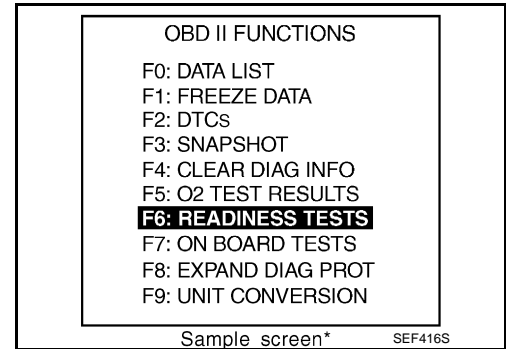 OBD II FUNCTIONS
F0: DATA LIST
F1: FREEZE DATA
F2: DTCs
F3: SNAPSHOT
F4: CLEAR DIAG INFO
F5: O2 TEST RESULTS
F6: READINESS TESTS
F7: ON BOARD TESTS
F8: EXPAND DIAG PROT
F9: UNIT CONVERSION
Sample screen* SEF416S